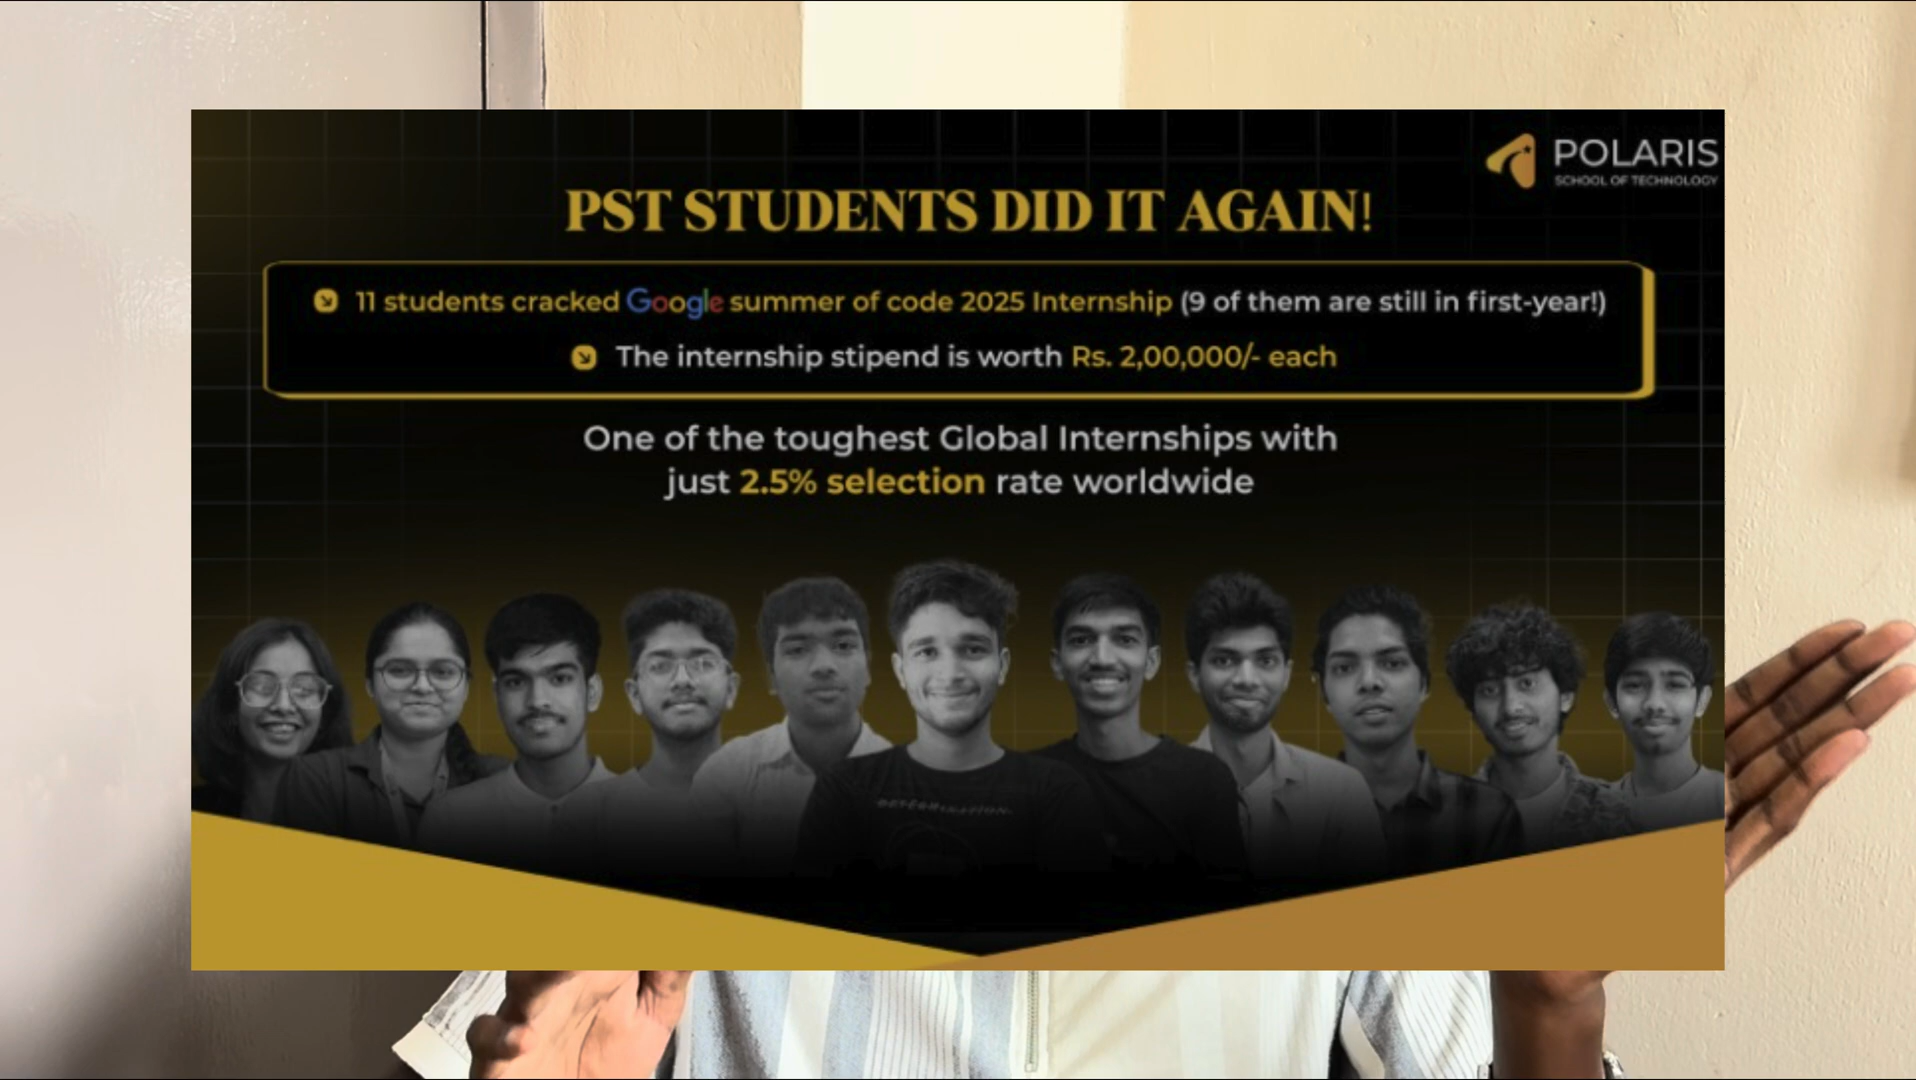 POLARIS
SCHOOL OF TECHNOLOGY
PST STUDENTS DID IT AGAIN!
11 students cracked Google summer of code 2025 Internship (9 of them are still in first-year!)
The internship stipend is worth Rs. 2,00,000/- each
One of the toughest Global Internships with
just 2.5% selection rate worldwide